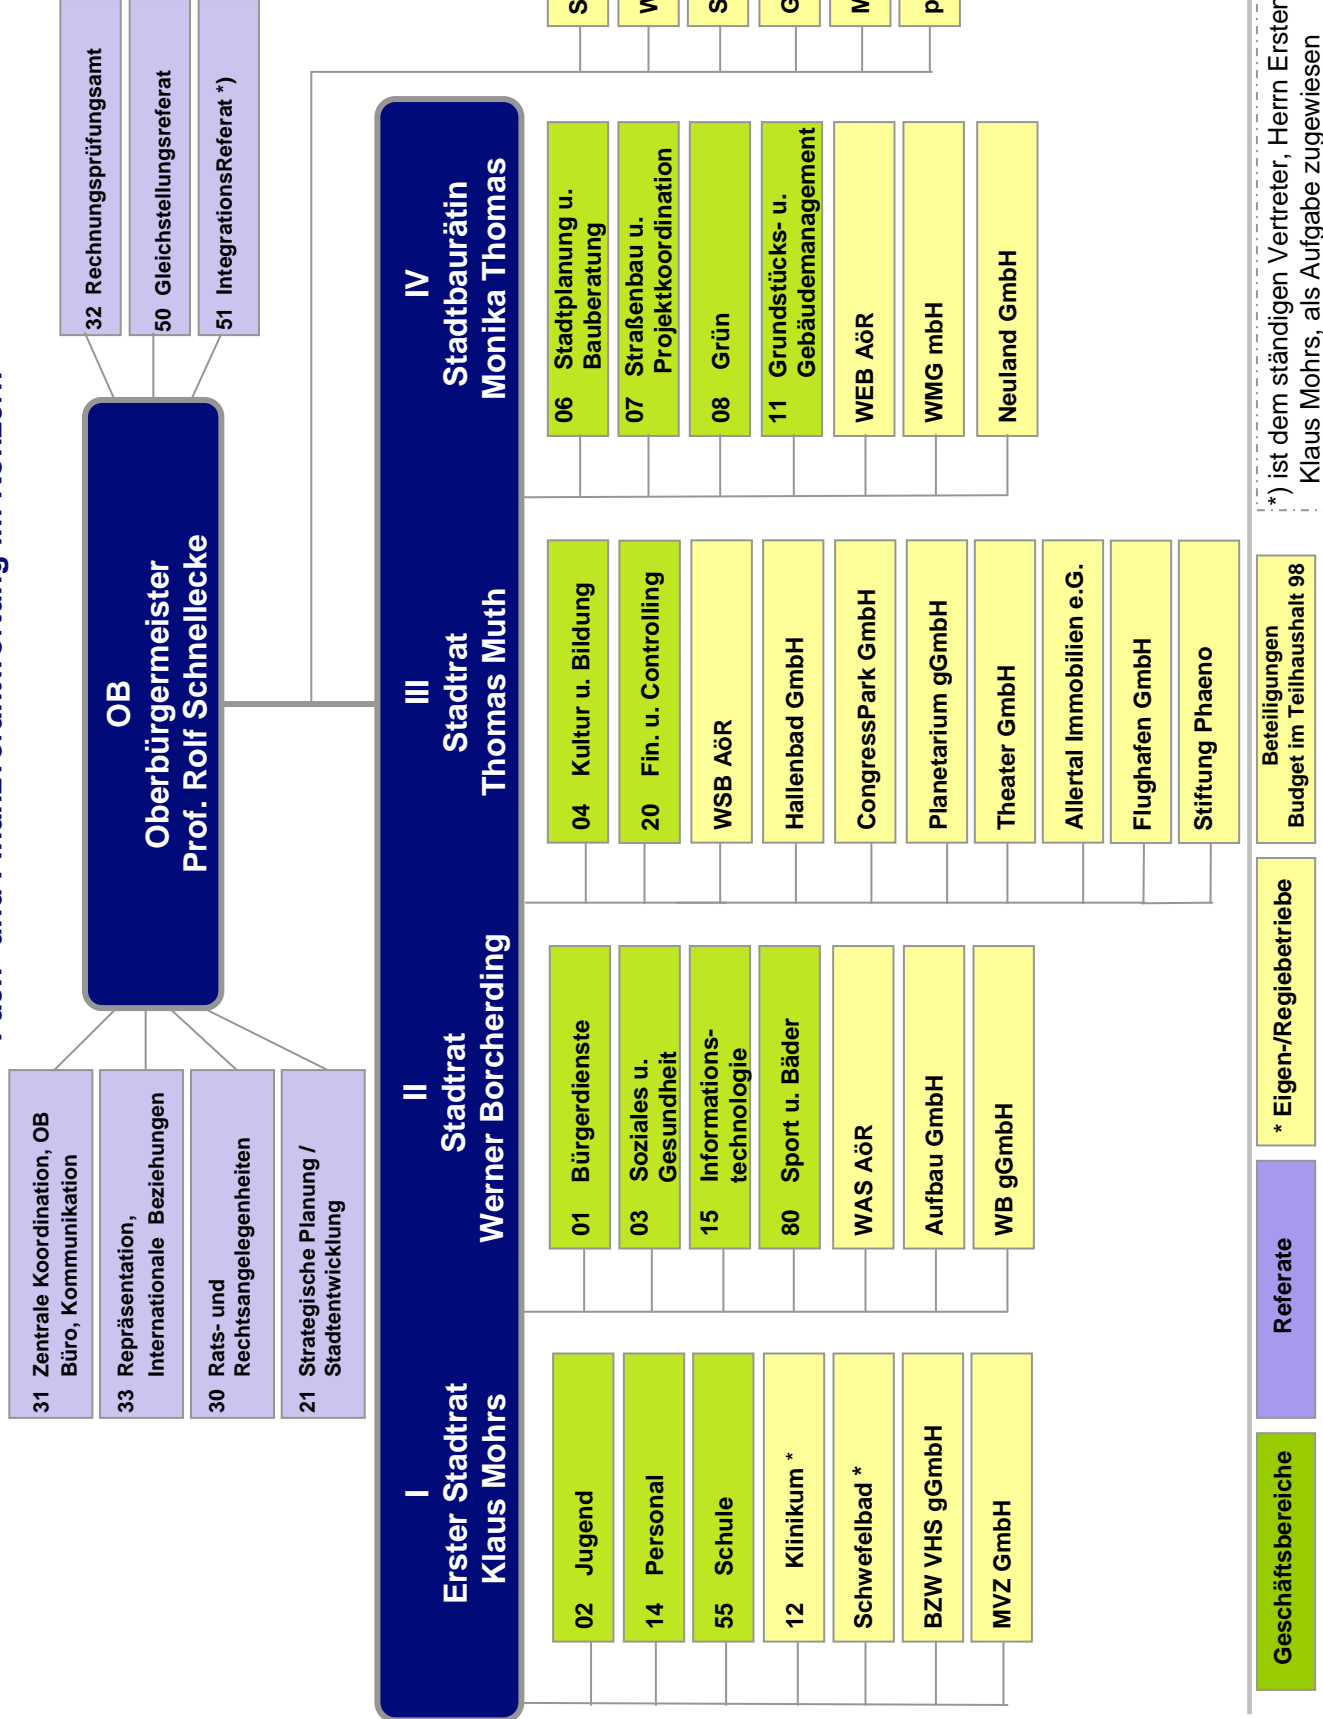 31 Zentrale Koordination, OB
Büro, Kommunikation
33 Repräsentation,
Internationale Beziehungen
30 Rats- und
Rechtsangelegenheiten
21 Strategische Planung /
Stadtentwicklung
OB
Oberbürgermeister
Prof. Rolf Schnellecke
32 Rechnungsprüfungsamt
50 Gleichstellungsreferat
51 IntegrationsReferat *)
I
Erster Stadtrat
Klaus Mohrs
II
Stadtrat
Werner Borcherding
III
Stadtrat
Thomas Muth
IV
Stadtbaurätin
Monika Thomas
02 Jugend
14 Personal
55 Schule
12 Klinikum *
Schwefelbad *
BZW VHS gGmbH
MVZ GmbH
01 Bürgerdienste
03 Soziales u.
Gesundheit
15 Informations-
technologie
80 Sport u. Bäder
WAS AöR
Aufbau GmbH
WB gGmbH
04 Kultur u. Bildung
20 Fin. u. Controlling
WSB AöR
Hallenbad GmbH
CongressPark GmbH
Planetarium gGmbH
Theater GmbH
Allertal Immobilien e.G.
Flughafen GmbH
Stiftung Phaeno
06 Stadtplanung u.
Bauberatung
07 Straßenbau u.
Projektkoordination
08 Grün
11 Grundstücks- u.
Gebäudemanagement
WEB AöR
WMG mbH
Neuland GmbH
Geschäftsbereiche
Referate
* Eigen-/Regiebetriebe
Beteiligungen
Budget im Teilhaushalt 98
*) ist dem ständigen Vertreter, Herrn Ersten
Klaus Mohrs, als Aufgabe zugewiesen